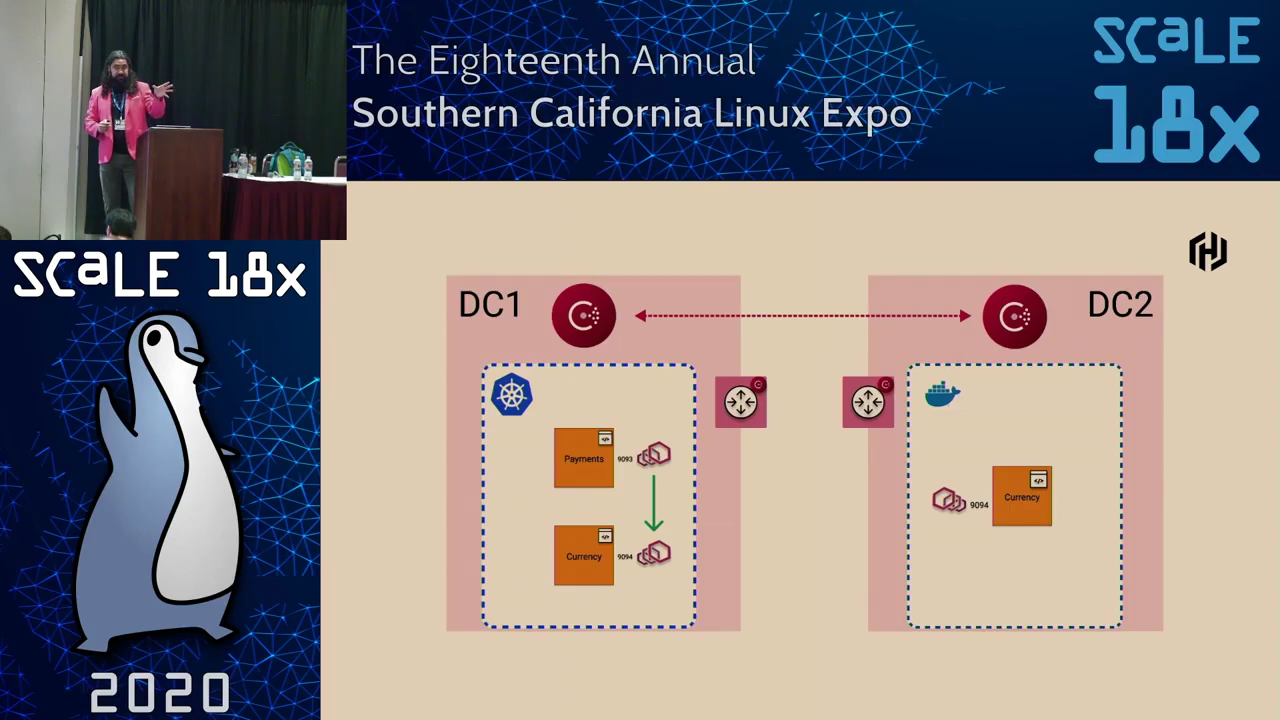 The Eighteenth Annual
Southern California Linux Expo
SCaLE
18x
SCaLE 18x
2020
DC1
DC2
Payments
9093
Currency
9094
9094
Currency